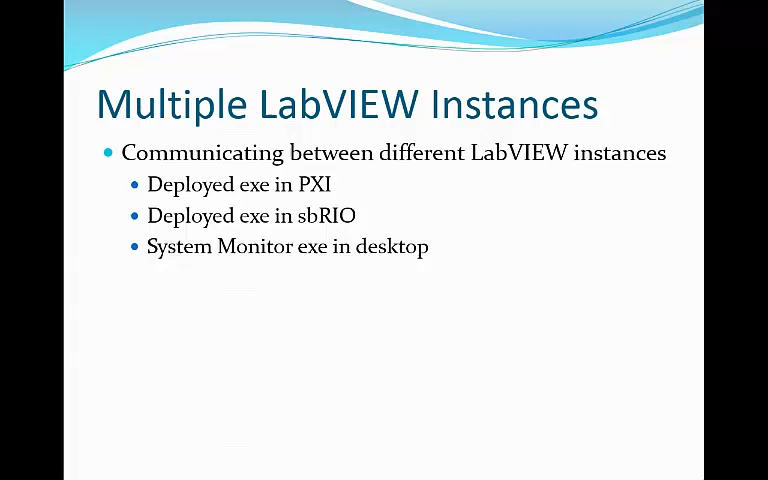 Multiple LabVIEW Instances
Communicating between different LabVIEW instances
Deployed exe in PXI
Deployed exe in sbRIO
System Monitor exe in desktop